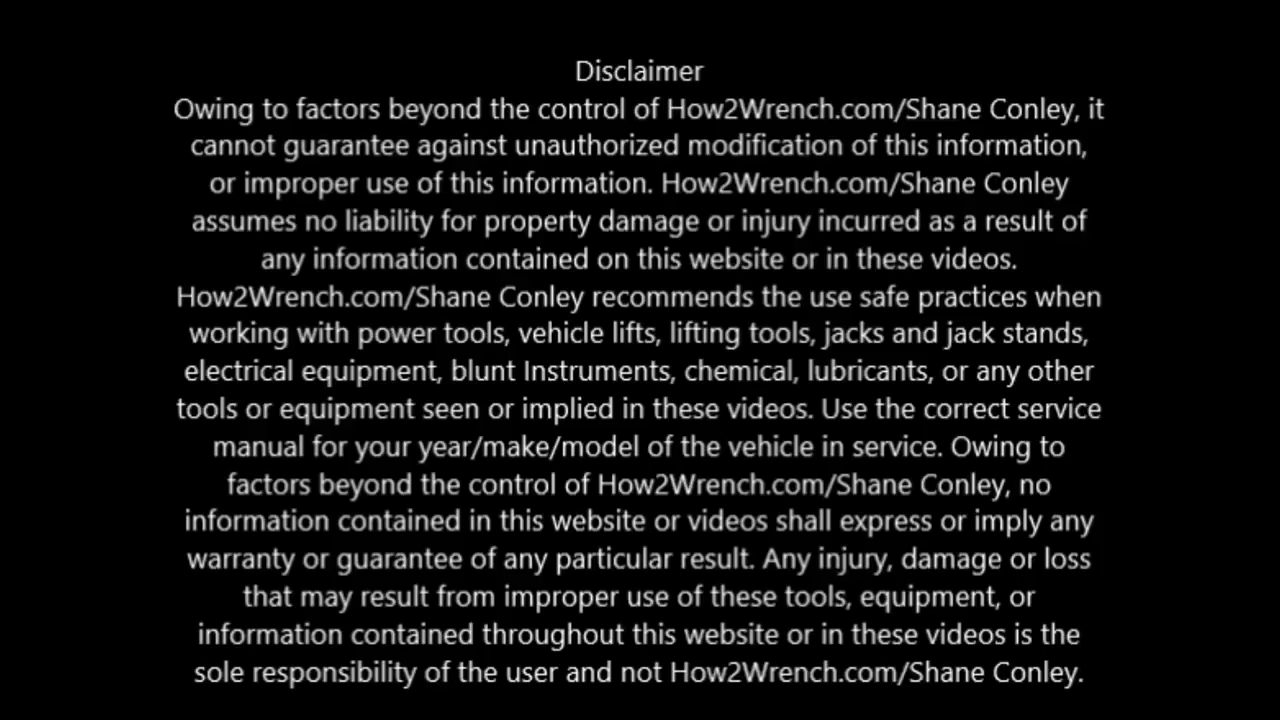 Disclaimer
Owing to factors beyond the control of How2Wrench.com/Shane Conley, it
cannot guarantee against unauthorized modification of this information,
or improper use of this information. How2Wrench.com/Shane Conley
assumes no liability for property damage or injury incurred as a result of
any information contained on this website or in these videos.
How2Wrench.com/Shane Conley recommends the use safe practices when
working with power tools, vehicle lifts, lifting tools, jacks and jack stands,
electrical equipment, blunt Instruments, chemical, lubricants, or any other
tools or equipment seen or implied in these videos. Use the correct service
manual for your year/make/model of the vehicle in service. Owing to
factors beyond the control of How2Wrench.com/Shane Conley, no
information contained in this website or videos shall express or imply any
warranty or guarantee of any particular result. Any injury, damage or loss
that may result from improper use of these tools, equipment, or
information contained throughout this website or in these videos is the
sole responsibility of the user and not How2Wrench.com/Shane Conley.